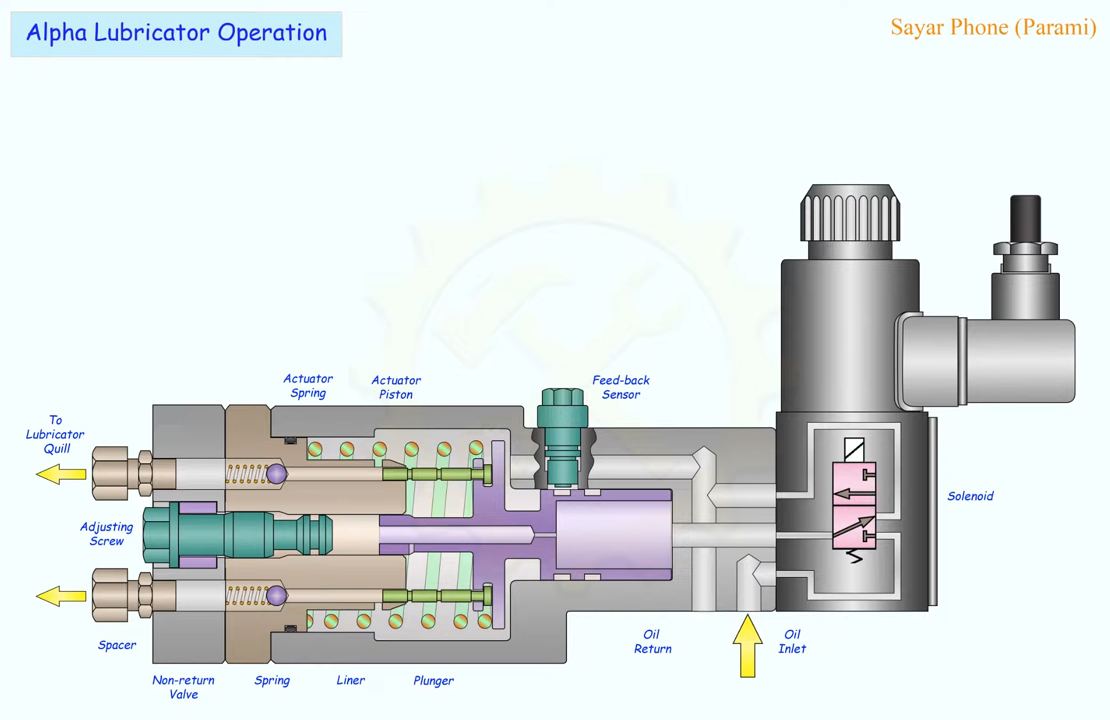 Alpha Lubricator Operation
Sayar Phone (Parami)
Actuator
Spring
Actuator
Piston
Feed-back
Sensor
To
Lubricator
Quill
Adjusting
Screw
Solenoid
Spacer
Oil
Return
Oil
Inlet
Non-return
Valve
Spring
Liner
Plunger